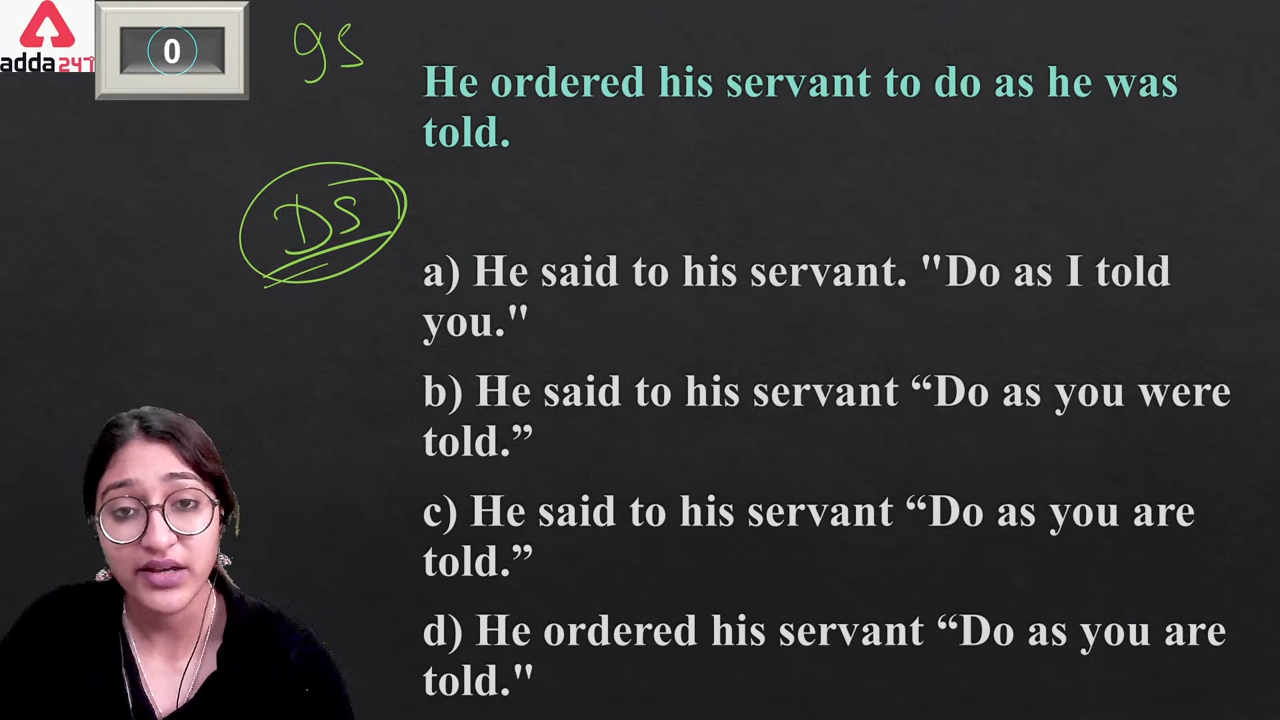 adda247
0
9S
He ordered his servant to do as he was
told.
DS
a) He said to his servant. "Do as I told
you."
b) He said to his servant “Do as you were
told.”
c) He said to his servant “Do as you are
told.”
d) He ordered his servant “Do as you are
told."